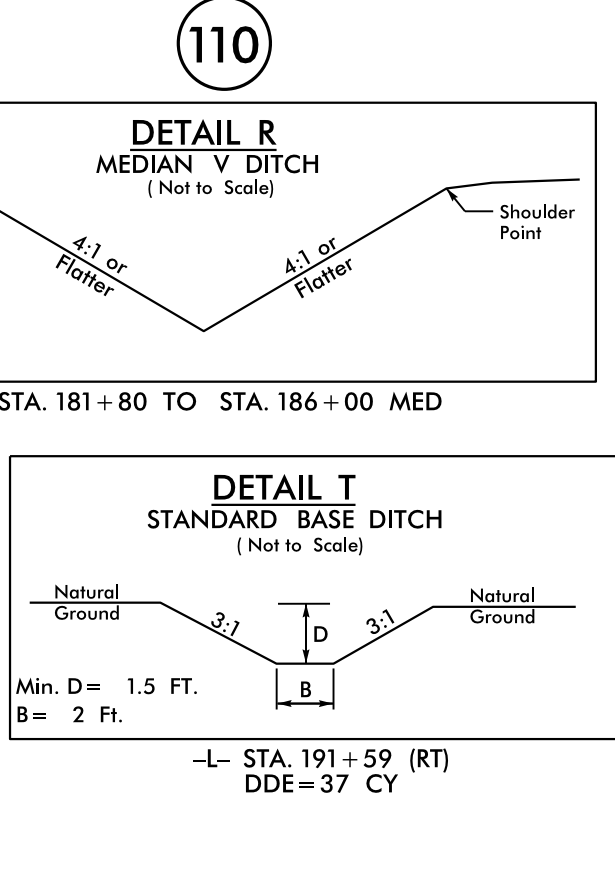 110
DETAIL R
MEDIAN V DITCH
( Not to Scale)
4:1 or
Flatter
4:1 or
Flatter
Shoulder
Point
STA. 181+80 TO STA. 186+00 MED
DETAIL T
STANDARD BASE DITCH
( Not to Scale)
Natural
Ground
3:1
D
3:1
Natural
Ground
Min. D= 1.5 FT.
B= 2 Ft.
B
–L– STA. 191+59 (RT)
DDE=37 CY